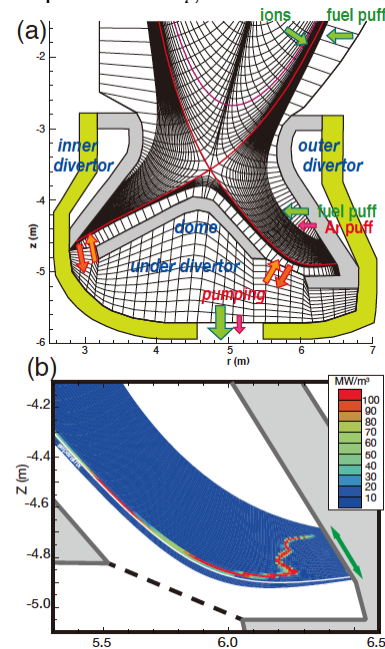 (a)
ions
fuel puff
inner
divertor
outer
divertor
fuel puff
Ar puff
dome
under divertor
pumping
z (m)
-2
-3
-4
-5
-6
3
4
5
6
7
r (m)
(b)
MW/m³
100
90
80
70
60
50
40
30
20
10
Z (m)
-4.2
-4.4
-4.6
-4.8
-5.0
5.5
6.0
6.5